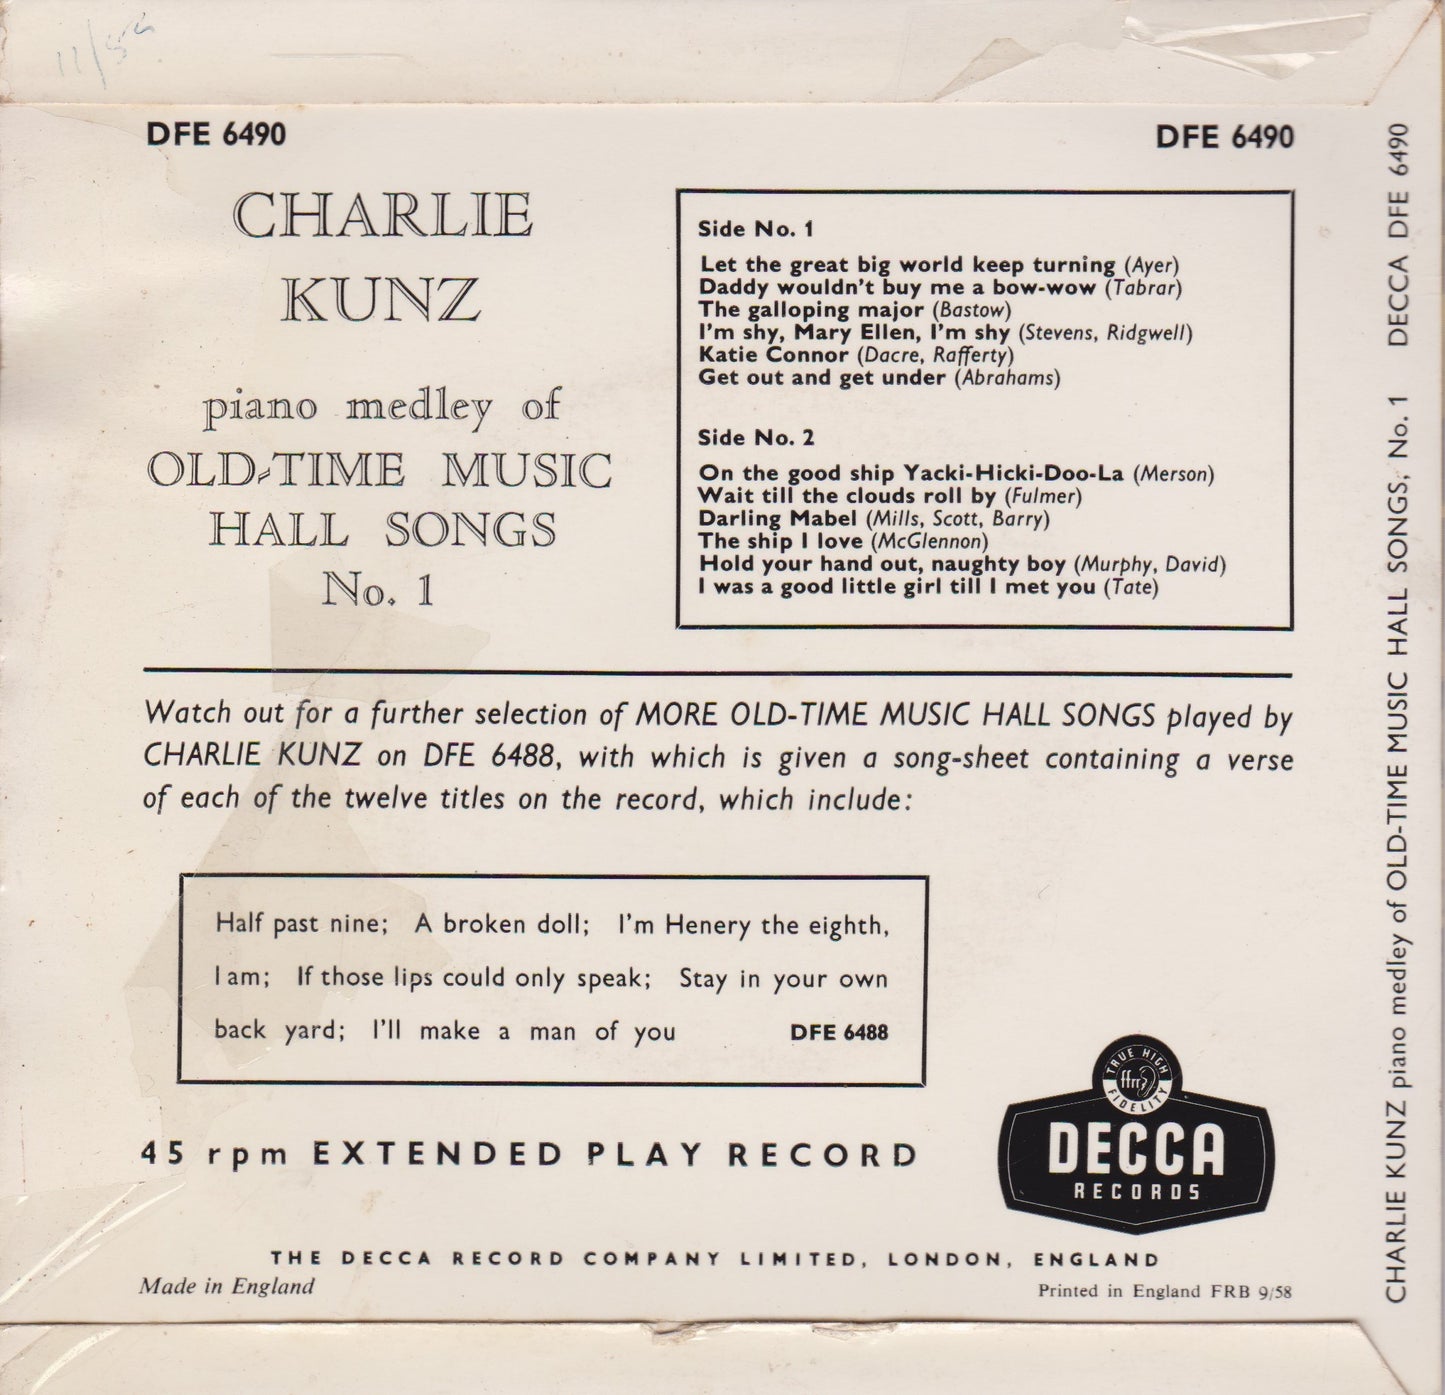 11/58
DFE 6490
DFE 6490
CHARLIE
KUNZ
piano medley of
OLD-TIME MUSIC
HALL SONGS
No. 1
Side No. 1
Let the great big world keep turning (Ayer)
Daddy wouldn't buy me a bow-wow (Tabrar)
The galloping major (Bastow)
I'm shy, Mary Ellen, I'm shy (Stevens, Ridgwell)
Katie Connor (Dacre, Rafferty)
Get out and get under (Abrahams)
Side No. 2
On the good ship Yacki-Hicki-Doo-La (Merson)
Wait till the clouds roll by (Fulmer)
Darling Mabel (Mills, Scott, Barry)
The ship I love (McGlennon)
Hold your hand out, naughty boy (Murphy, David)
I was a good little girl till I met you (Tate)
Watch out for a further selection of MORE OLD-TIME MUSIC HALL SONGS played by
CHARLIE KUNZ on DFE 6488, with which is given a song-sheet containing a verse
of each of the twelve titles on the record, which include:
Half past nine; A broken doll; I'm Henery the eighth,
I am; If those lips could only speak; Stay in your own
back yard; I'll make a man of you DFE 6488
45 rpm EXTENDED PLAY RECORD
TRUE HIGH
ffrr
FIDELITY
DECCA
RECORDS
THE DECCA RECORD COMPANY LIMITED, LONDON, ENGLAND
Made in England
Printed in England FRB 9/58
CHARLIE KUNZ piano medley of OLD-TIME MUSIC HALL SONGS, No. 1 DECCA DFE 6490